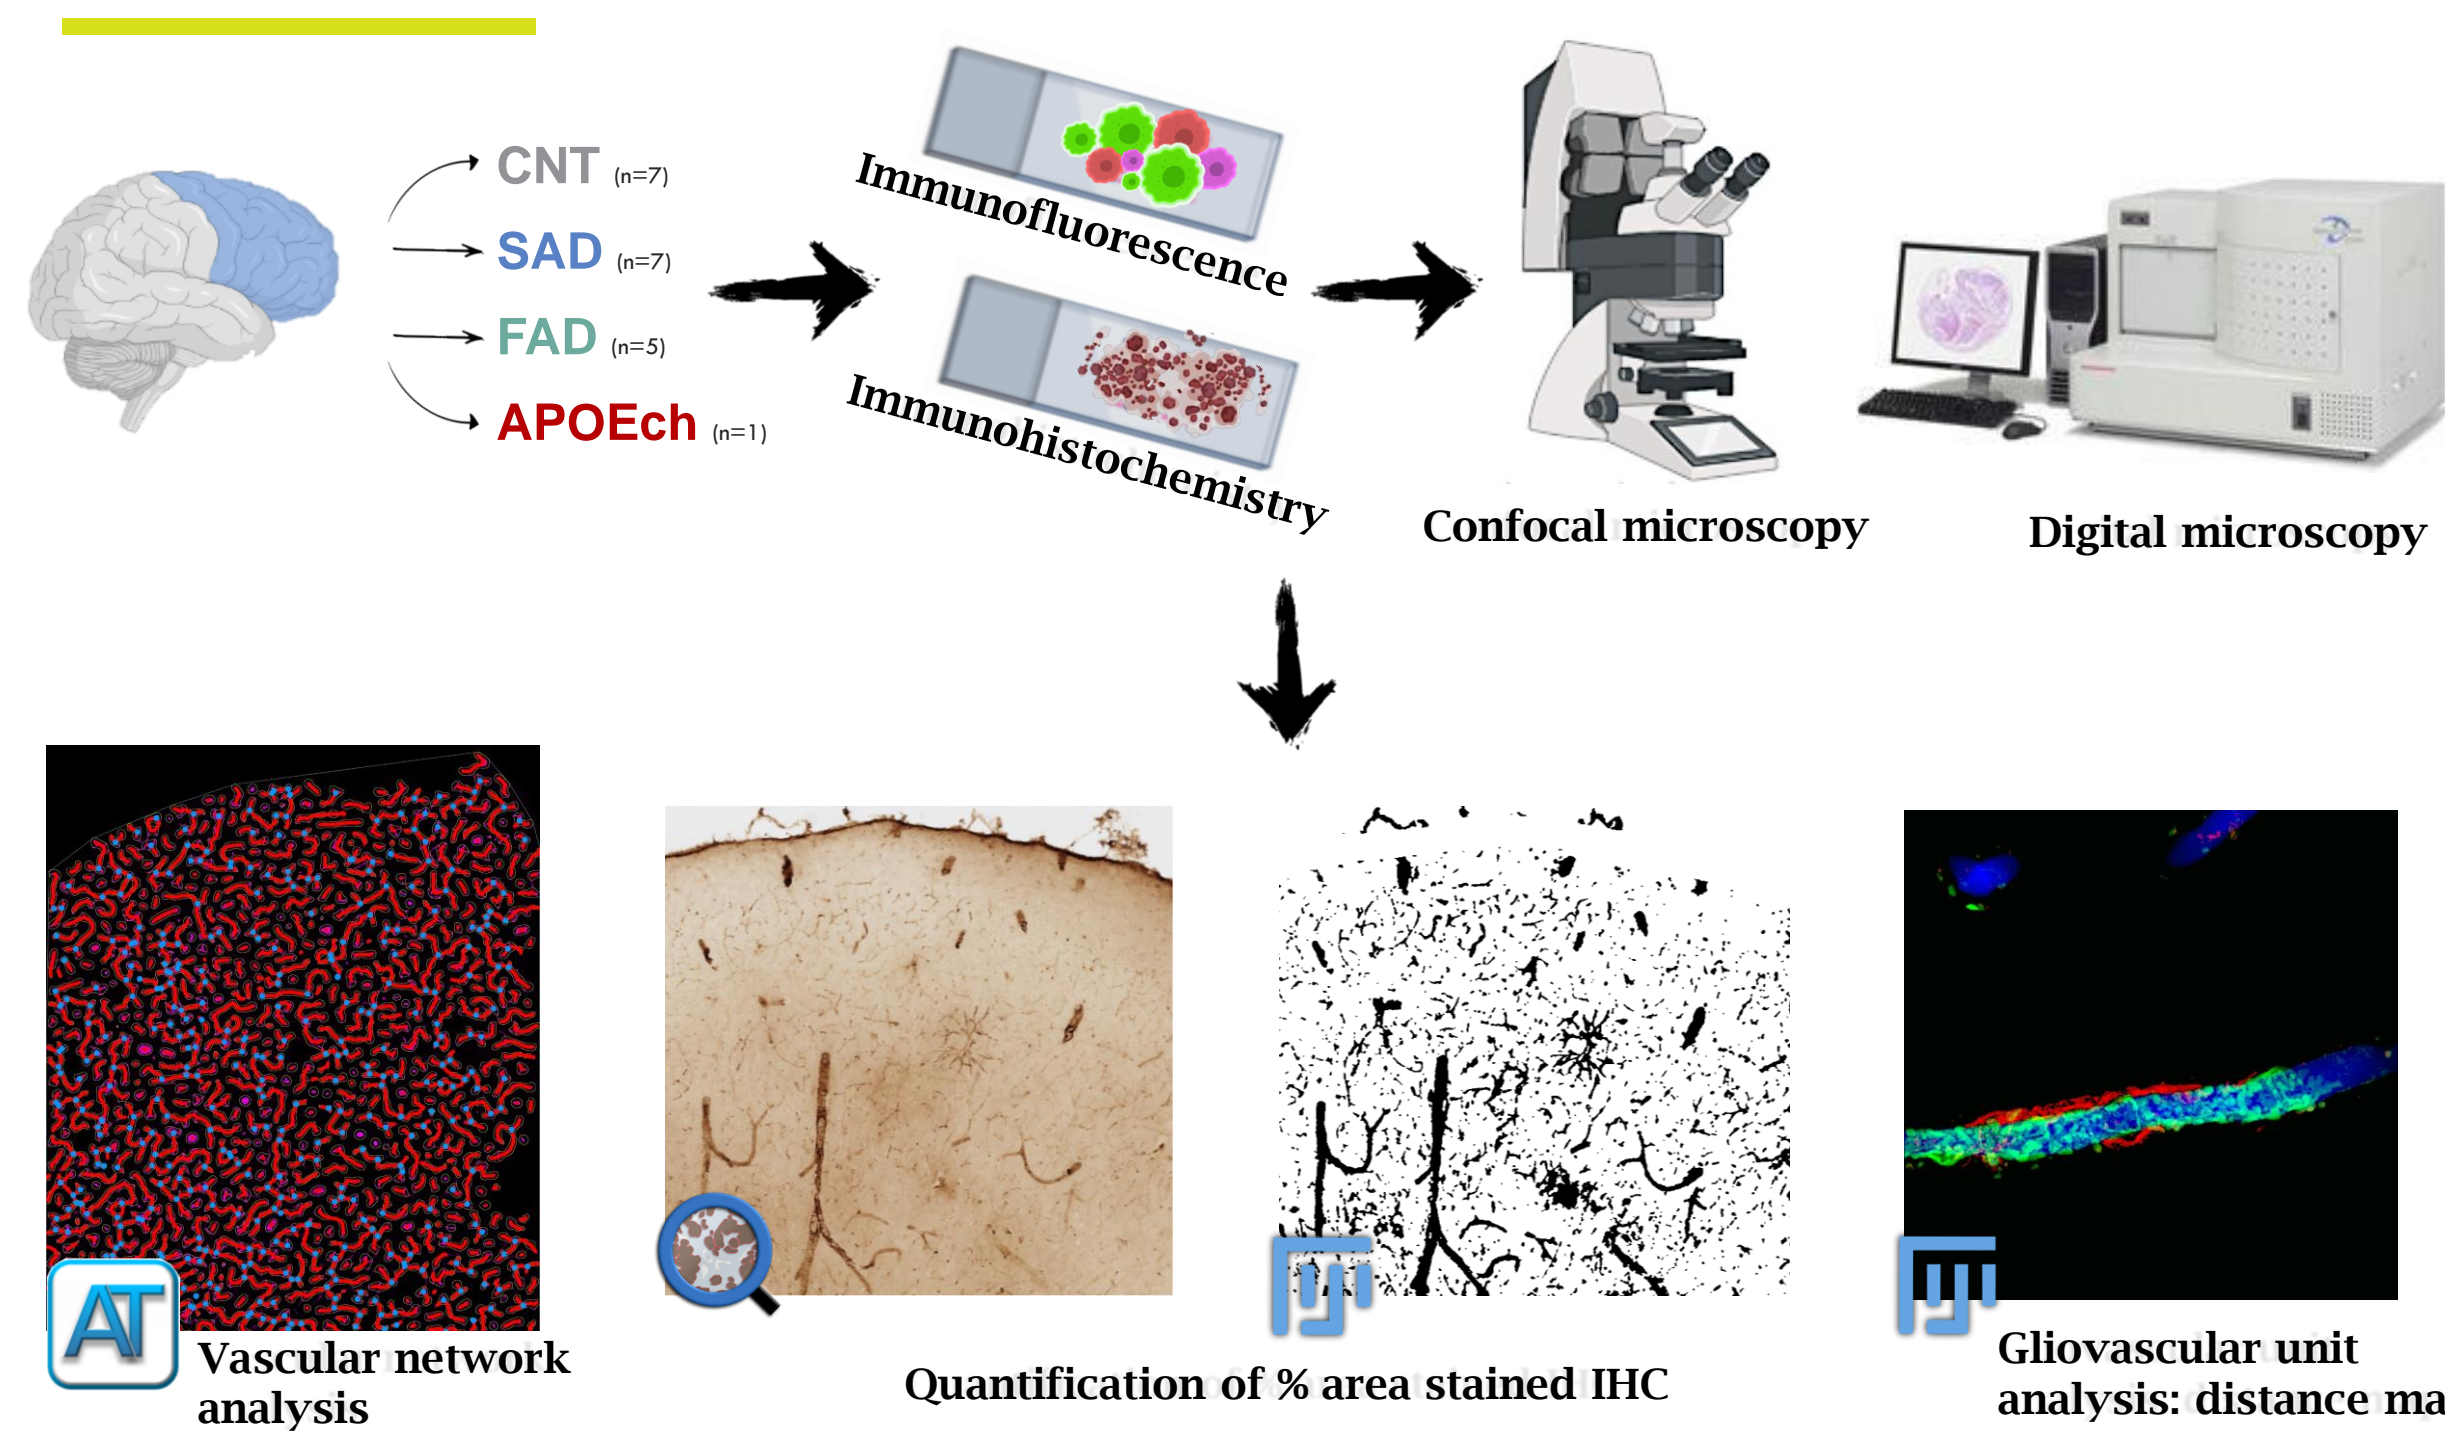 CNT (n=7)
SAD (n=7)
FAD (n=5)
APOEch (n=1)
Immunofluorescence
Immunohistochemistry
Confocal microscopy
Digital microscopy
AT
Vascular network
analysis
Quantification of % area stained IHC
Gliovascular unit
analysis: distance ma